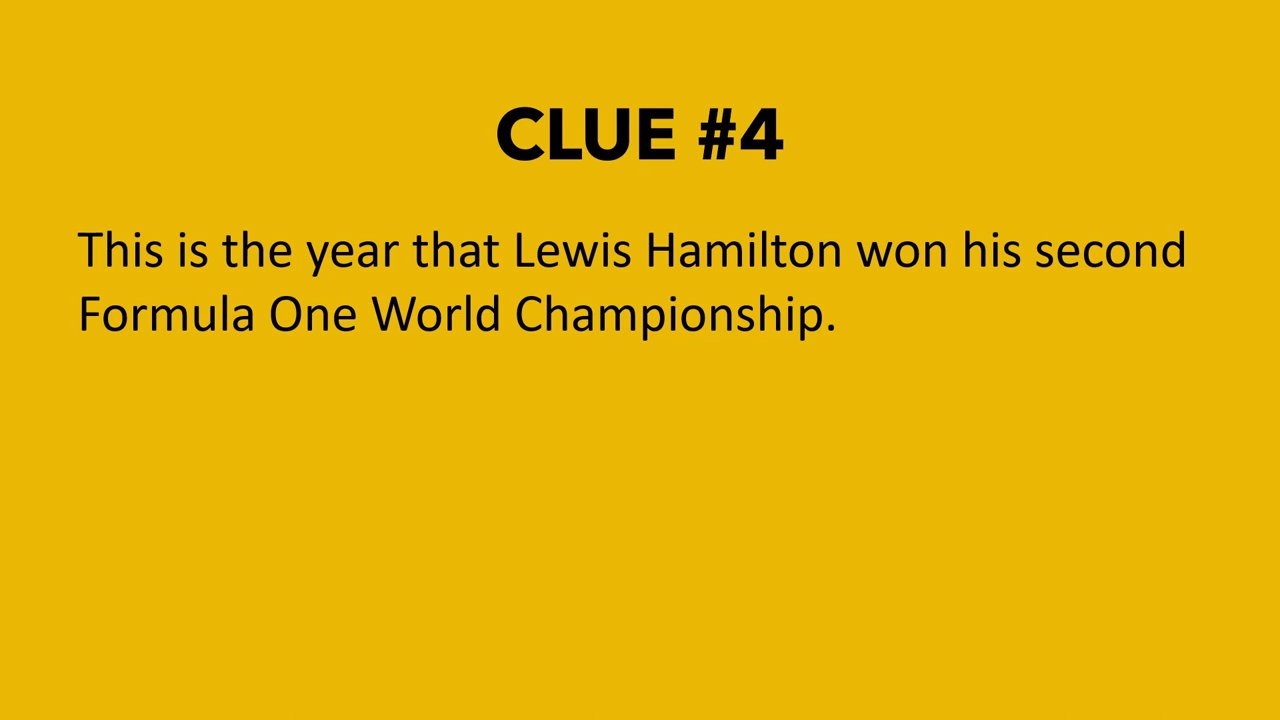 CLUE #4
This is the year that Lewis Hamilton won his second
Formula One World Championship.